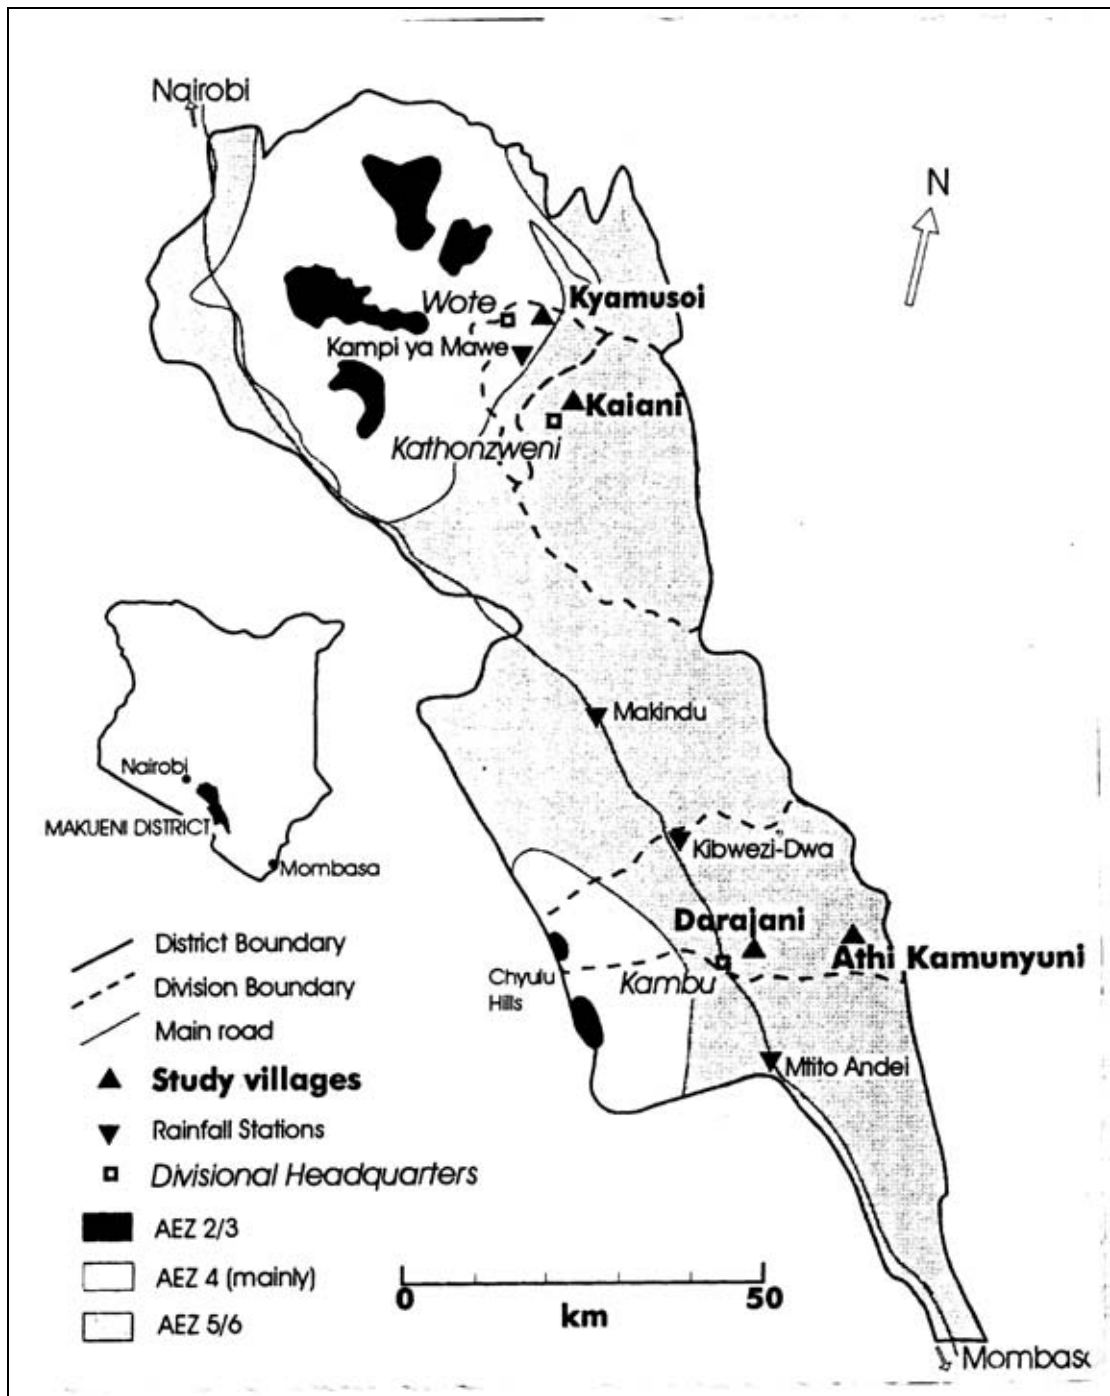 Nairobi
N
Kyamusoi
Wote
Kampi ya Mawe
Kaiani
Kathonzweni
Makindu
Nairobi
MAKUENI DISTRICT
Mombasa
Kibwezi-Dwa
Darajani
Athi Kamunyuni
Kambu
Chyulu
Hills
Mtito Andei
District Boundary
Division Boundary
Main road
Study villages
Rainfall Stations
Divisional Headquarters
AEZ 2/3
AEZ 4 (mainly)
AEZ 5/6
0
50
km
Mombasa